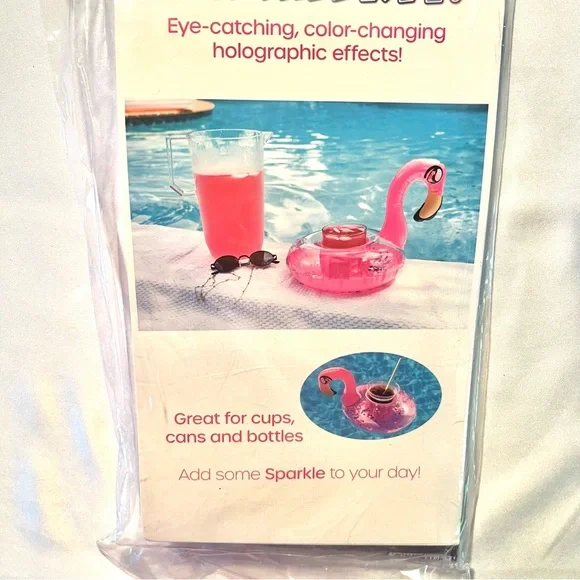 Eye-catching, color-changing
holographic effects!
Great for cups,
cans and bottles
Add some Sparkle to your day!